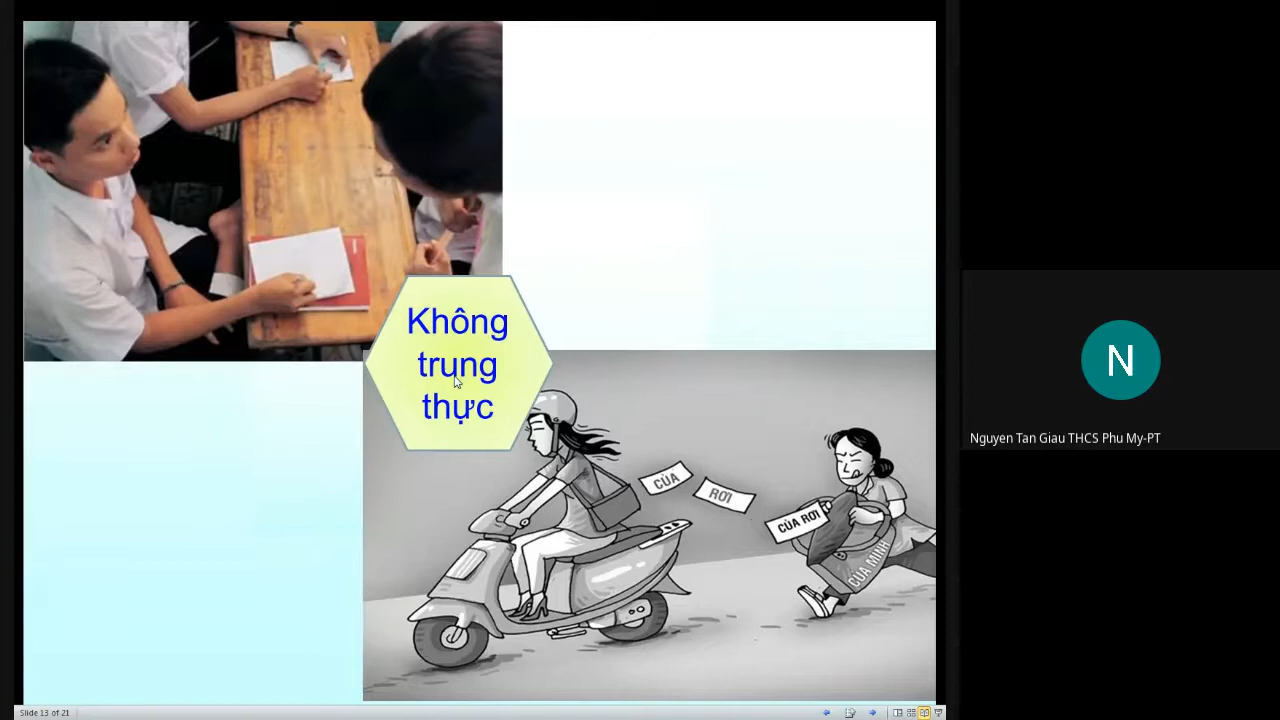 Không
trung
thực
CỦA
RƠI
CỦA RƠI
CỦA MÌNH
N
Nguyen Tan Giau THCS Phu My-PT
Slide 13 of 21